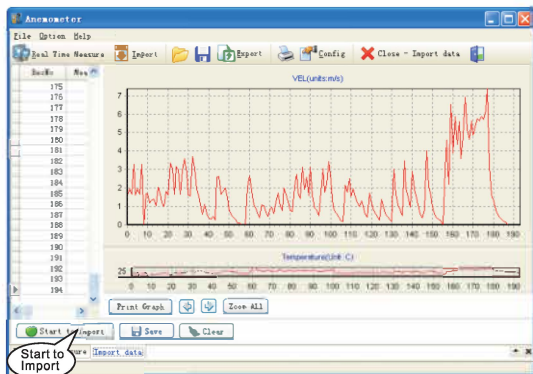 Anemometer
File Option Help
Real Time Measure Import Export Config Close - Import data
RecNo
VEL(units:m/s)
175
176
177
178
179
180
181
182
183
184
185
186
187
188
189
190
191
192
193
194
7
6
5
4
3
2
1
0
0 10 20 30 40 50 60 70 80 90 100 110 120 130 140 150 160 170 180 190
Temperature(Unit: C)
25
0 10 20 30 40 50 60 70 80 90 100 110 120 130 140 150 160 170 180 190
Print Graph Zoom All
Start to Import Save Clear
Import data
Start to
Import